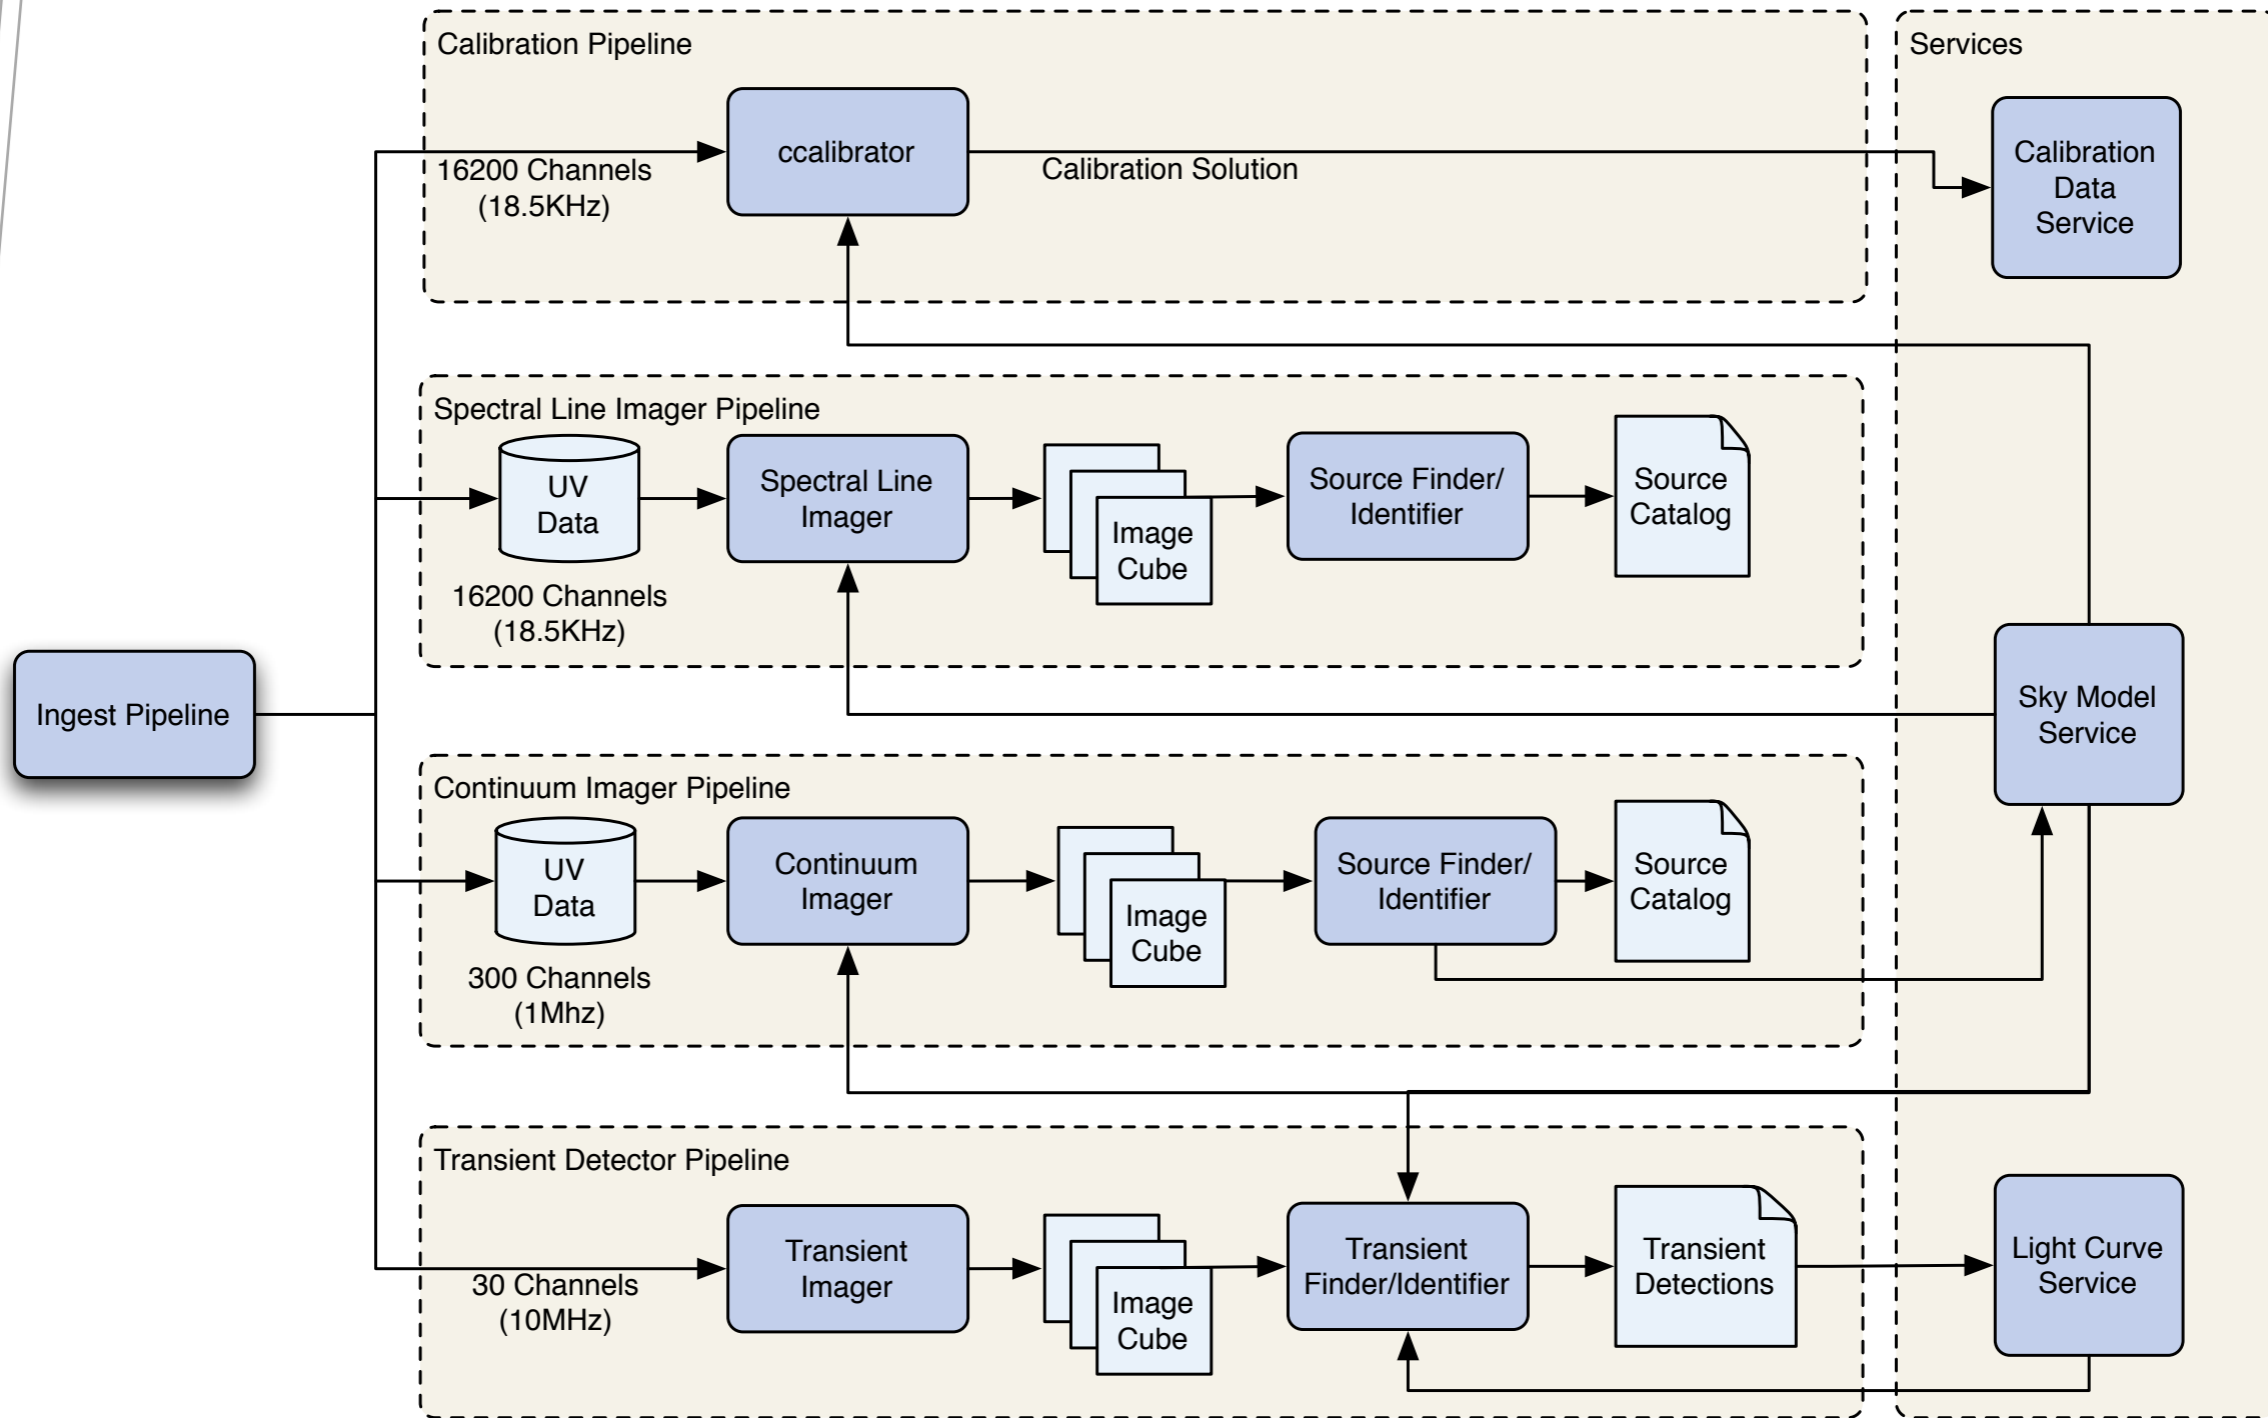 Calibration Pipeline
ccalibrator
16200 Channels
(18.5KHz)
Calibration Solution
Services
Calibration
Data
Service
Spectral Line Imager Pipeline
UV
Data
16200 Channels
(18.5KHz)
Spectral Line
Imager
Image
Cube
Source Finder/
Identifier
Source
Catalog
Ingest Pipeline
Sky Model
Service
Continuum Imager Pipeline
UV
Data
300 Channels
(1Mhz)
Continuum
Imager
Image
Cube
Source Finder/
Identifier
Source
Catalog
Transient Detector Pipeline
30 Channels
(10MHz)
Transient
Imager
Image
Cube
Transient
Finder/Identifier
Transient
Detections
Light Curve
Service